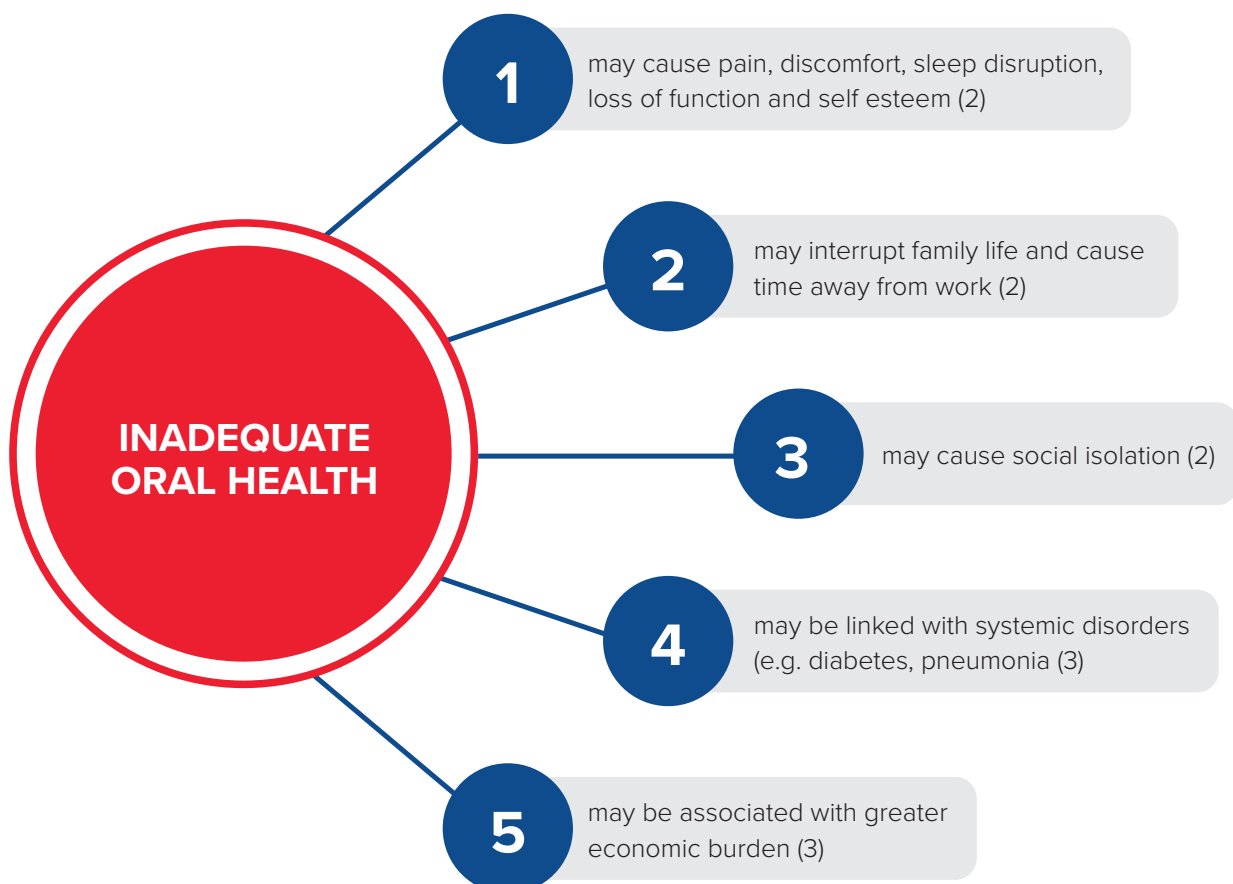 1
may cause pain, discomfort, sleep disruption,
loss of function and self esteem (2)
2
may interrupt family life and cause
time away from work (2)
INADEQUATE
ORAL HEALTH
3
may cause social isolation (2)
4
may be linked with systemic disorders
(e.g. diabetes, pneumonia (3)
5
may be associated with greater
economic burden (3)